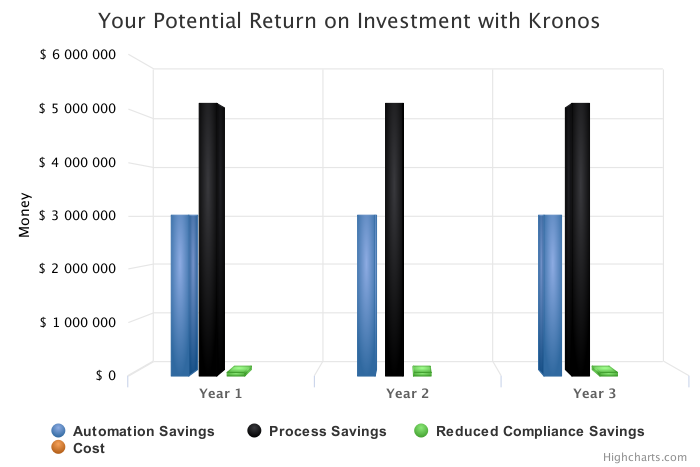 Your Potential Return on Investment with Kronos
$ 6 000 000
$ 5 000 000
$ 4 000 000
$ 3 000 000
$ 2 000 000
$ 1 000 000
$ 0
Money
Year 1
Year 2
Year 3
Automation Savings
Process Savings
Reduced Compliance Savings
Cost
Highcharts.com